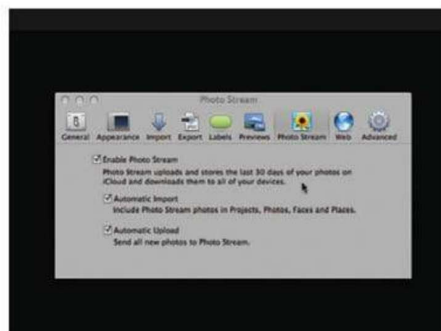 Photo Stream
General Appearance Import Export Labels Previews Photo Stream Web Advanced
Enable Photo Stream
Photo Stream uploads and stores the last 30 days of your photos on
iCloud and downloads them to all of your devices.
Automatic Import
Include Photo Stream photos in Projects, Photos, Faces and Places.
Automatic Upload
Send all new photos to Photo Stream.